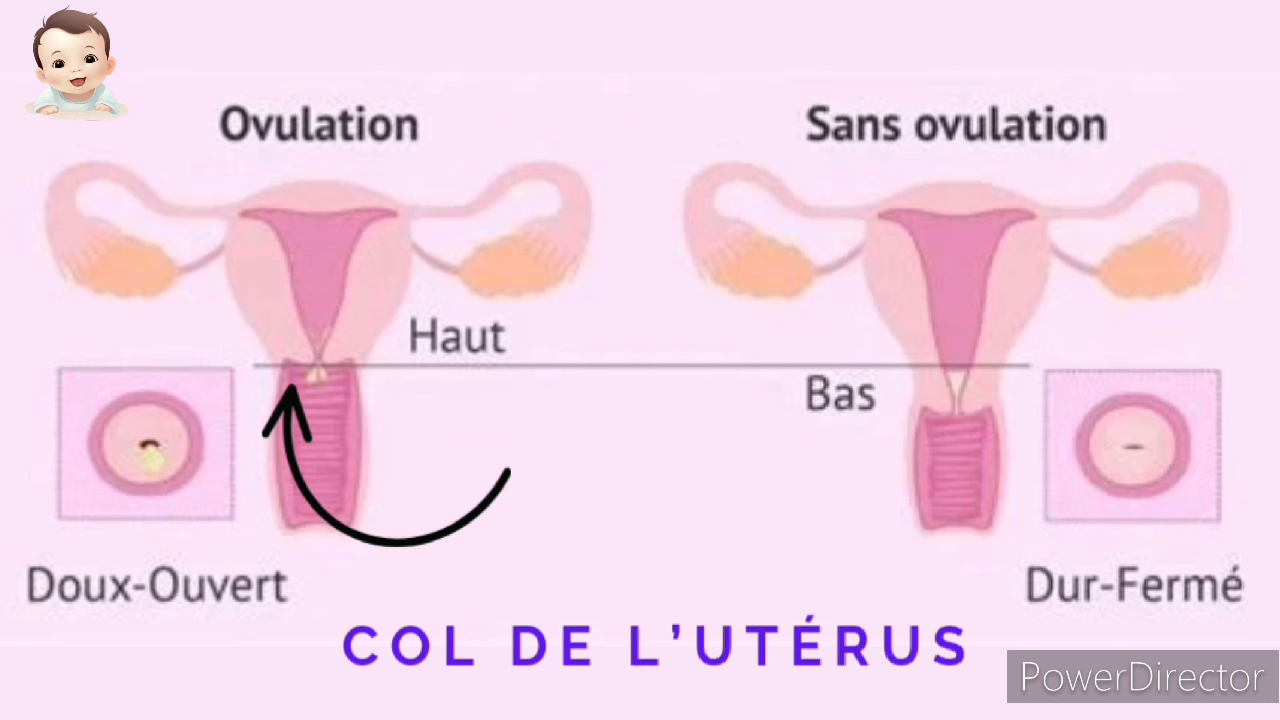 Ovulation
Sans ovulation
Haut
Bas
Doux-Ouvert
Dur-Fermé
COL DE L’UTÉRUS
PowerDirector